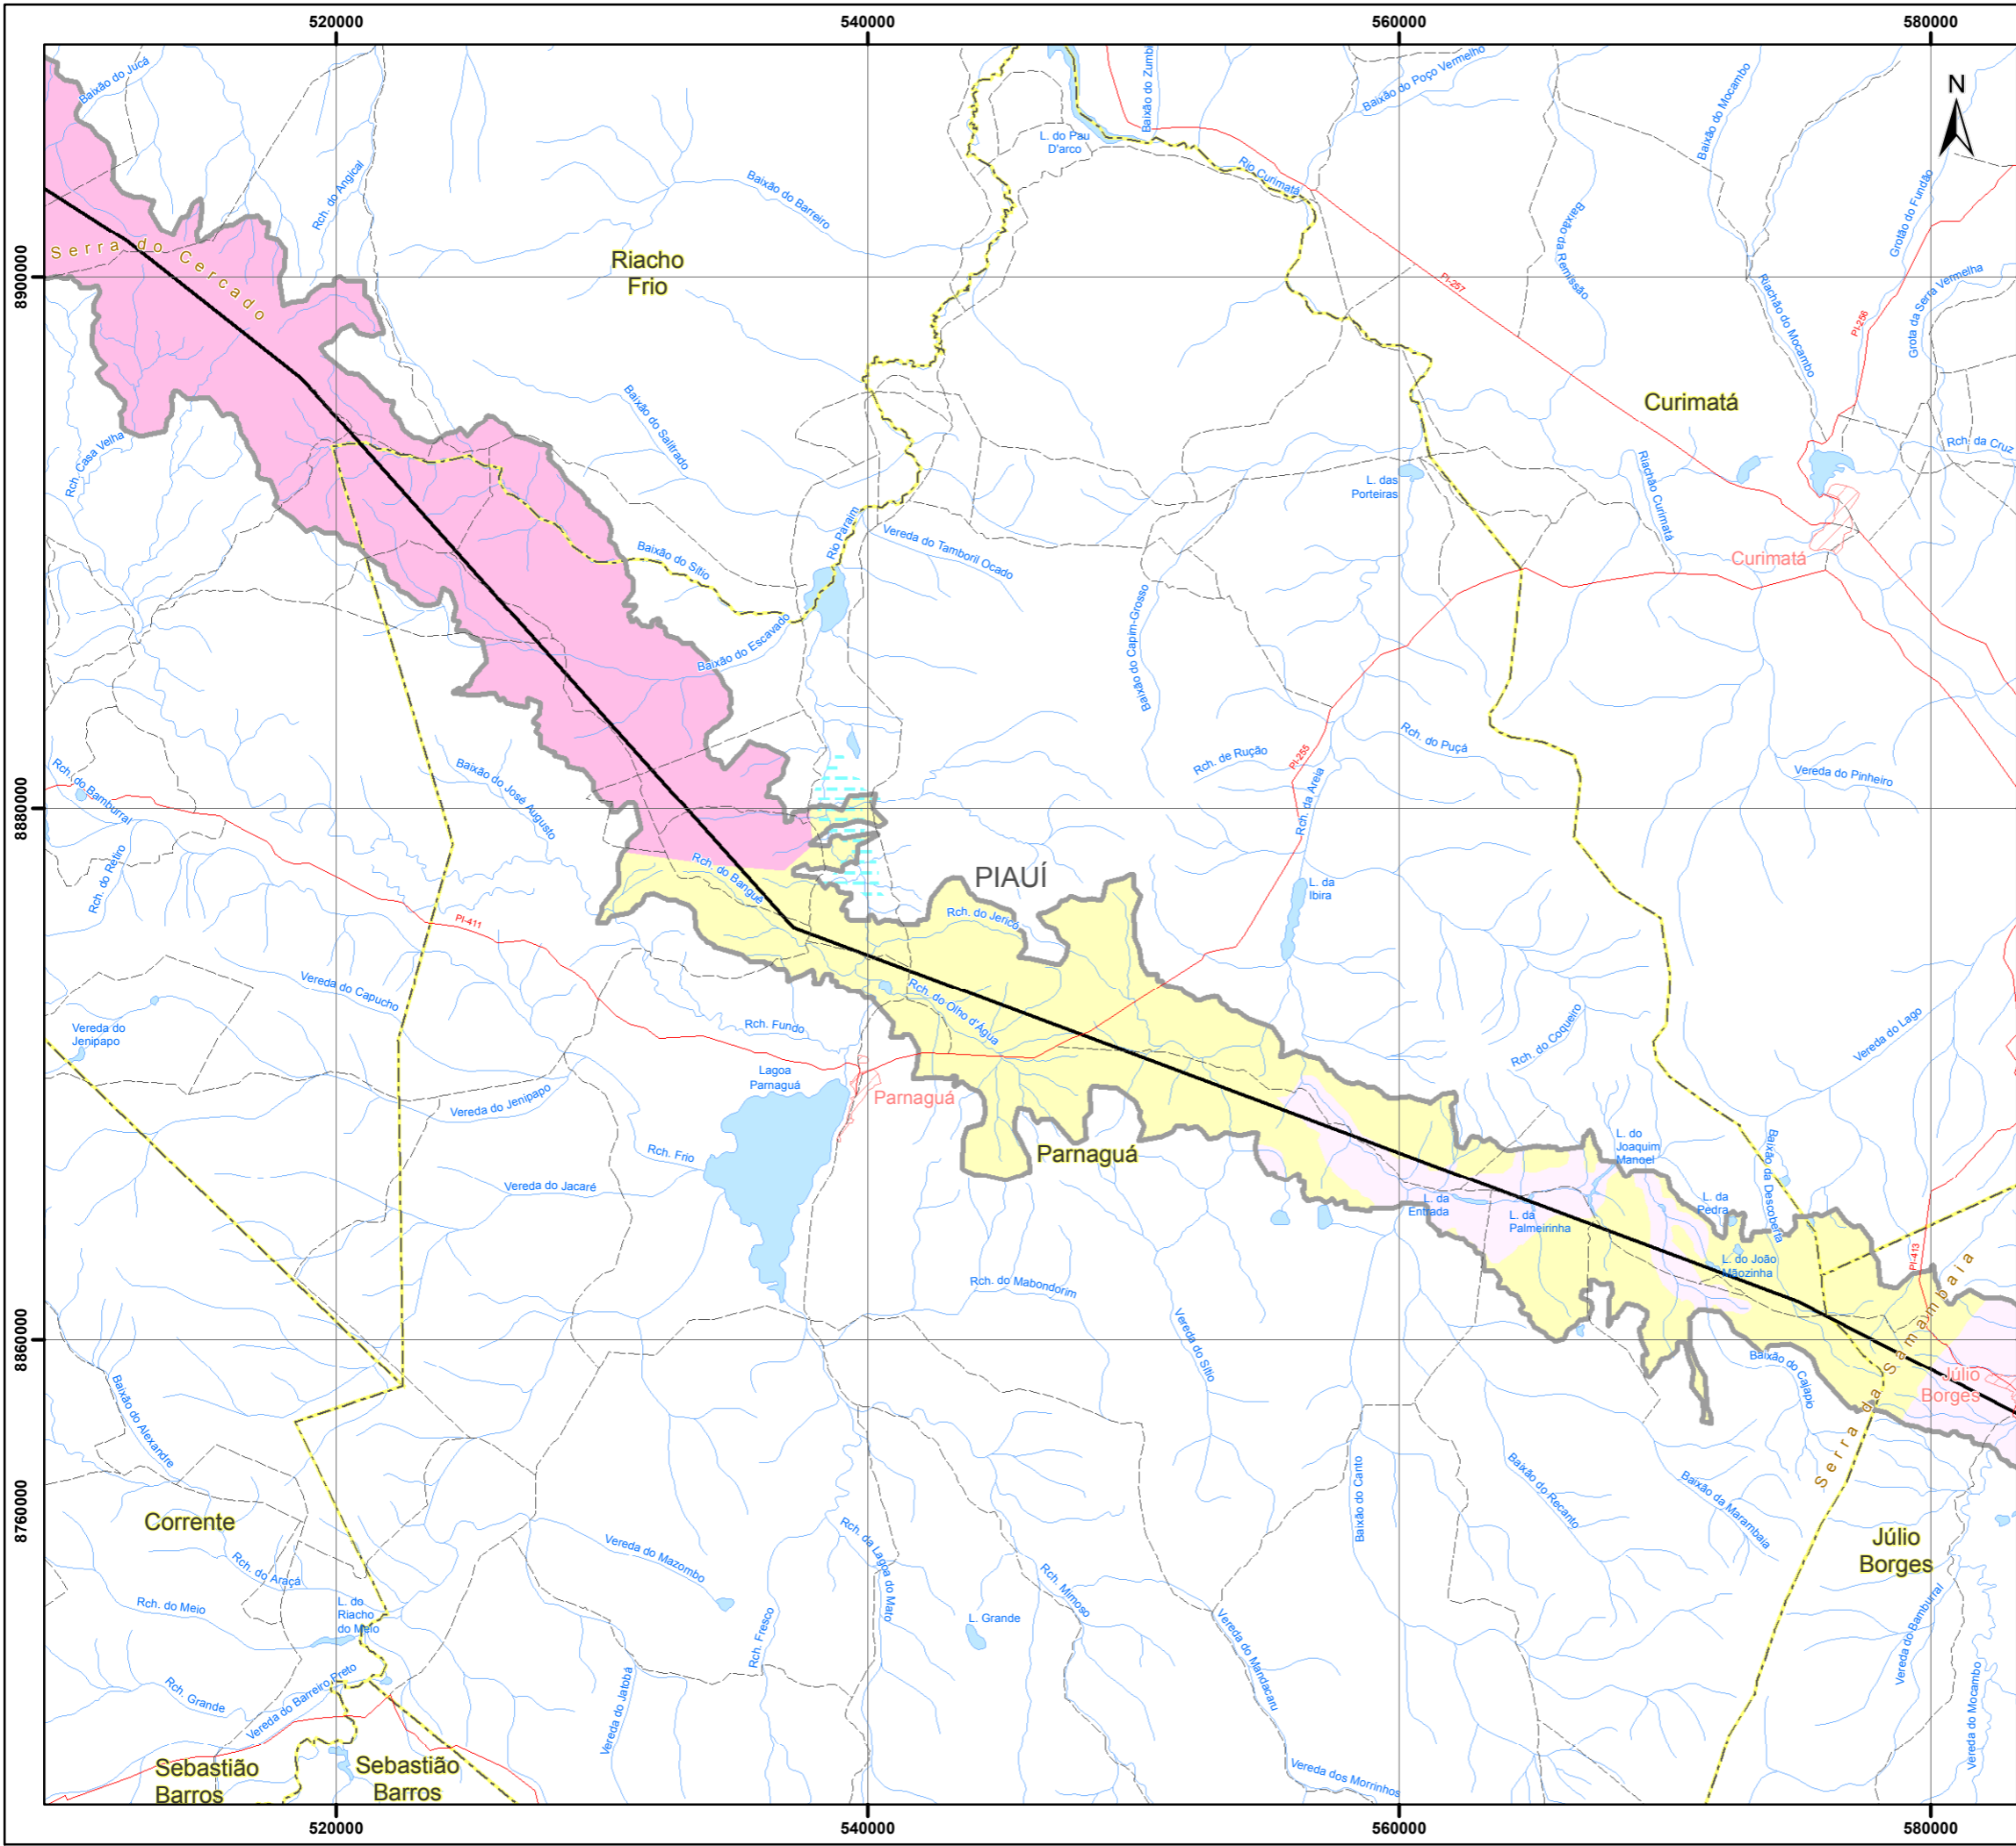 520000
540000
560000
580000
N
Baixão do Jucá
Baixão do Zumbi
Baixão do Poço Vermelho
Baixão do Mocambo
L. do Pau
D'arco
Rch. do Angical
Baixão do Barreiro
Rio Curimatá
Baixão da Remissão
Grotão do Fundão
Serra do Cercado
Riacho
Frio
8900000
PI-257
Riachão do Mocambo
PI-256
Grota da Serra Vermelha
Curimatá
Baixão do Salitrado
Rch. Casa Velha
Rch. da Cruz
L. das
Porteiras
Riachão Curimatá
Rio Paraim
Vereda do Tamboril Ocado
Curimatá
Baixão do Sítio
Baixão do Capim-Grosso
Baixão do Escavado
Rch. do Puçá
Rch. de Rução
PI-255
Rch. da Areia
Vereda do Pinheiro
Rch. do Bamburral
Baixão do José Augusto
8880000
Rch. do Retiro
Rch. do Banguê
PIAUÍ
L. da
Ibira
PI-411
Rch. do Jericó
Vereda do Capucho
Rch. do Olho d'Água
Rch. Fundo
Vereda do
Jenipapo
Rch. do Coqueiro
Vereda do Lago
Lagoa
Parnaguá
Parnaguá
Vereda do Jenipapo
Rch. Frio
Parnaguá
L. do
Joaquim
Manoel
Baixão da Descoberta
Vereda do Jacaré
L. da
Entrada
L. da
Palmeirinha
L. da
Pedra
L. do João
Mãozinha
PI-413
Serra da Samambaia
Rch. do Mabondorim
Vereda do Sítio
8860000
Baixão do Cajapio
Júlio
Borges
Baixão do Alexandre
Baixão do Canto
Baixão do Recanto
Baixão da Marambaia
8760000
Corrente
Júlio
Borges
Vereda do Mazombo
Rch. da Lagoa do Mato
Rch. do Araçá
Rch. do Meio
L. do
Riacho
do Meio
Rch. Fresco
L. Grande
Rch. Mimoso
Vereda do Mandacaru
Vereda do Bamburral
Vereda do Mocambo
Rch. Grande
Vereda do Barreiro Preto
Vereda do Jatobá
Vereda dos Morrinhos
Sebastião
Barros
Sebastião
Barros
520000
540000
560000
580000